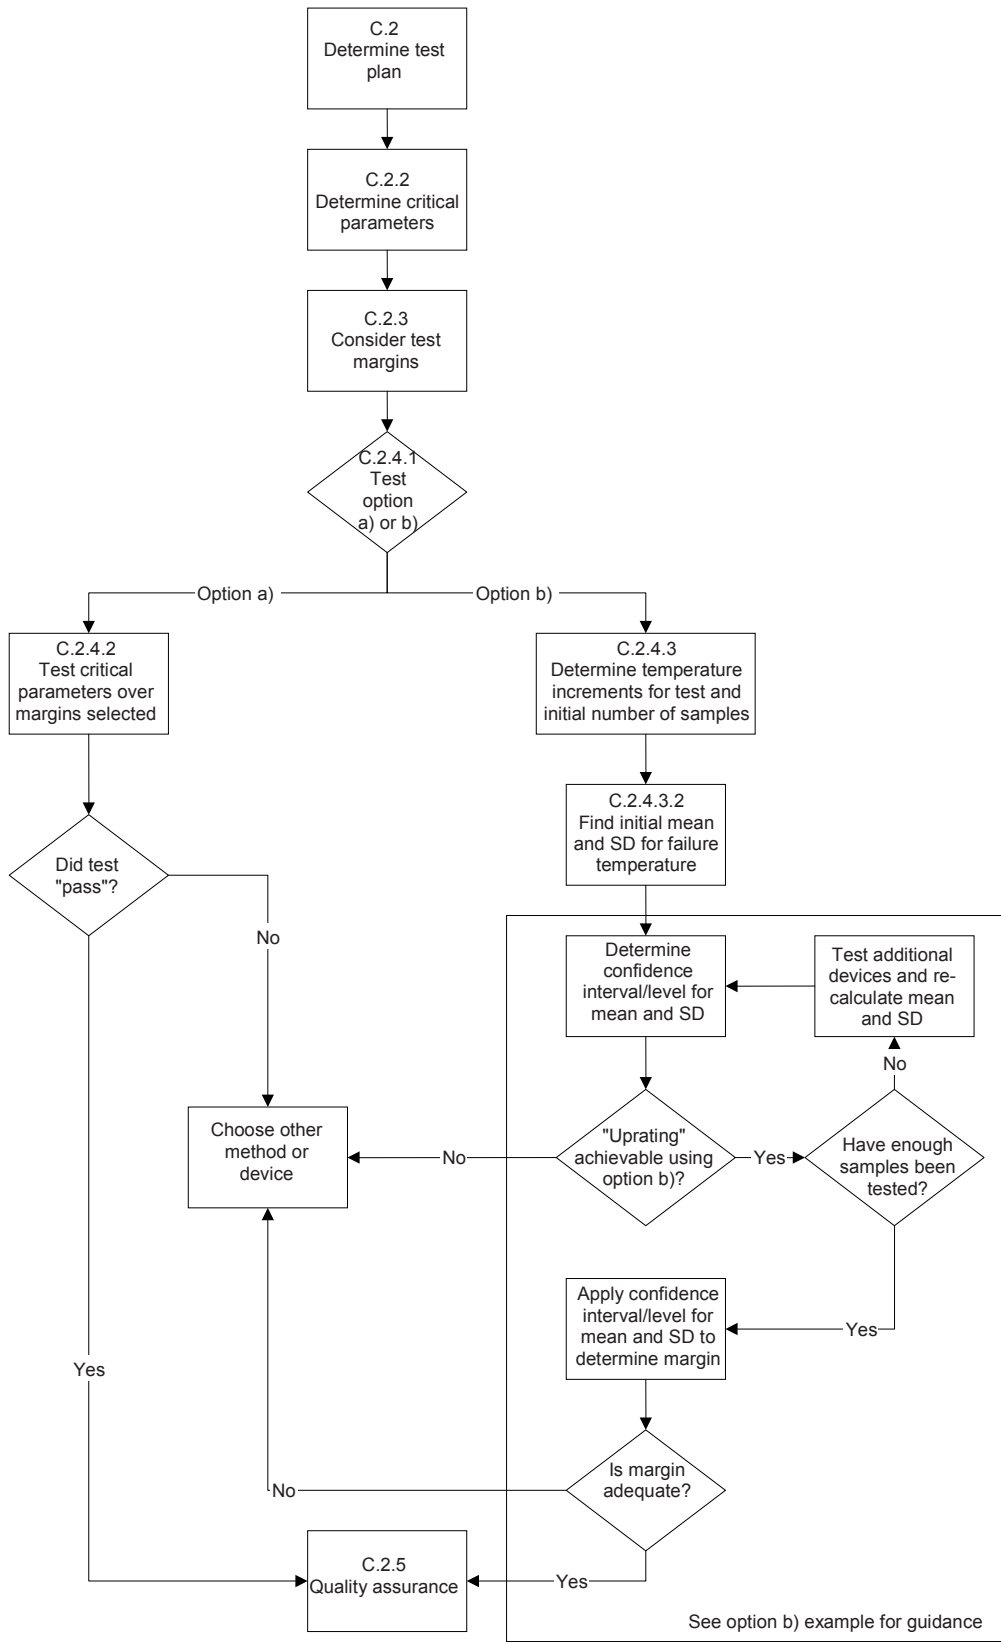 C.2
Determine test
plan
C.2.2
Determine critical
parameters
C.2.3
Consider test
margins
C.2.4.1
Test
option
a) or b)
Option a)
Option b)
C.2.4.2
Test critical
parameters over
margins selected
C.2.4.3
Determine temperature
increments for test and
initial number of samples
C.2.4.3.2
Find initial mean
and SD for failure
temperature
Did test
"pass"?
No
Determine
confidence
interval/level for
mean and SD
Test additional
devices and re-
calculate mean
and SD
No
Choose other
method or
device
No
"Uprating"
achievable using
option b)?
Yes
Have enough
samples been
tested?
Apply confidence
interval/level for
mean and SD to
determine margin
Yes
Yes
Is margin
adequate?
No
C.2.5
Quality assurance
Yes
See option b) example for guidance